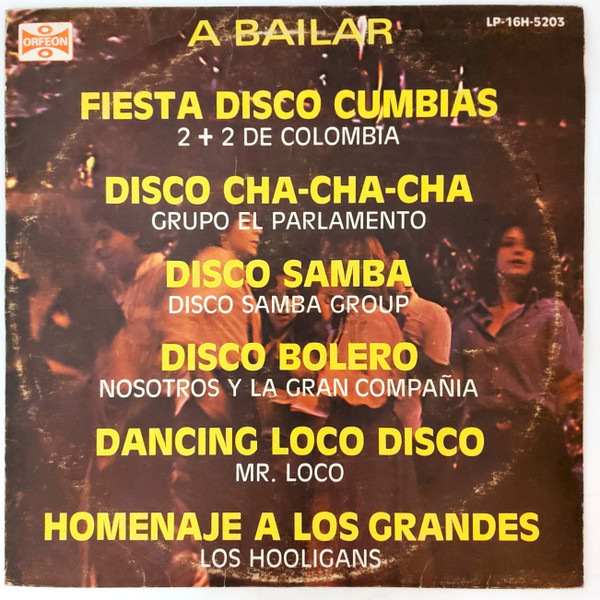 ORFEON
A BAILAR
LP-16H-5203
FIESTA DISCO CUMBIAS
2 + 2 DE COLOMBIA
DISCO CHA-CHA-CHA
GRUPO EL PARLAMENTO
DISCO SAMBA
DISCO SAMBA GROUP
DISCO BOLERO
NOSOTROS Y LA GRAN COMPAÑIA
DANCING LOCO DISCO
MR. LOCO
HOMENAJE A LOS GRANDES
LOS HOOLIGANS